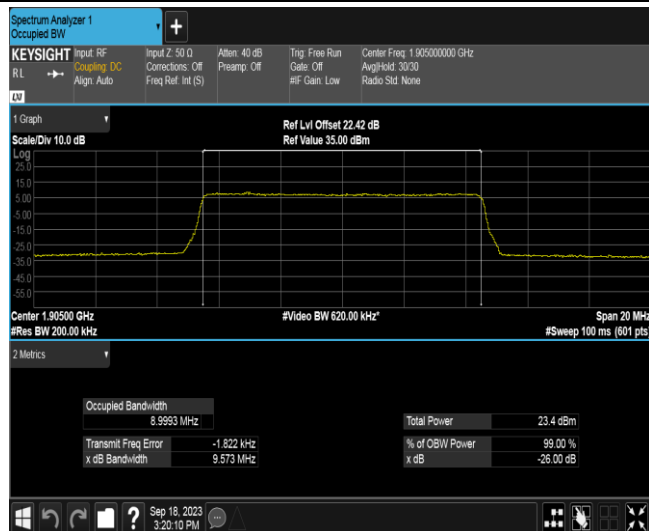 Spectrum Analyzer 1
Occupied BW
+
KEYSIGHT
RL
Input: RF
Coupling: DC
Align: Auto
Input Z: 50 Ω
Corrections: Off
Freq Ref: Int (S)
Atten: 40 dB
Preamp: Off
Trig: Free Run
Gate: Off
#IF Gain: Low
Center Freq: 1.905000000 GHz
Avg|Hold: 30/30
Radio Std: None
LXI
1 Graph
Scale/Div 10.0 dB
Ref Lvl Offset 22.42 dB
Ref Value 35.00 dBm
Log
25.0
15.0
5.00
-5.00
-15.0
-25.0
-35.0
-45.0
-55.0
Center 1.90500 GHz
#Res BW 200.00 kHz
#Video BW 620.00 kHz*
Span 20 MHz
#Sweep 100 ms (601 pts)
2 Metrics
Occupied Bandwidth
8.9993 MHz
Transmit Freq Error -1.822 kHz
x dB Bandwidth 9.573 MHz
Total Power 23.4 dBm
% of OBW Power 99.00 %
x dB -26.00 dB
?
Sep 18, 2023
3:20:10 PM